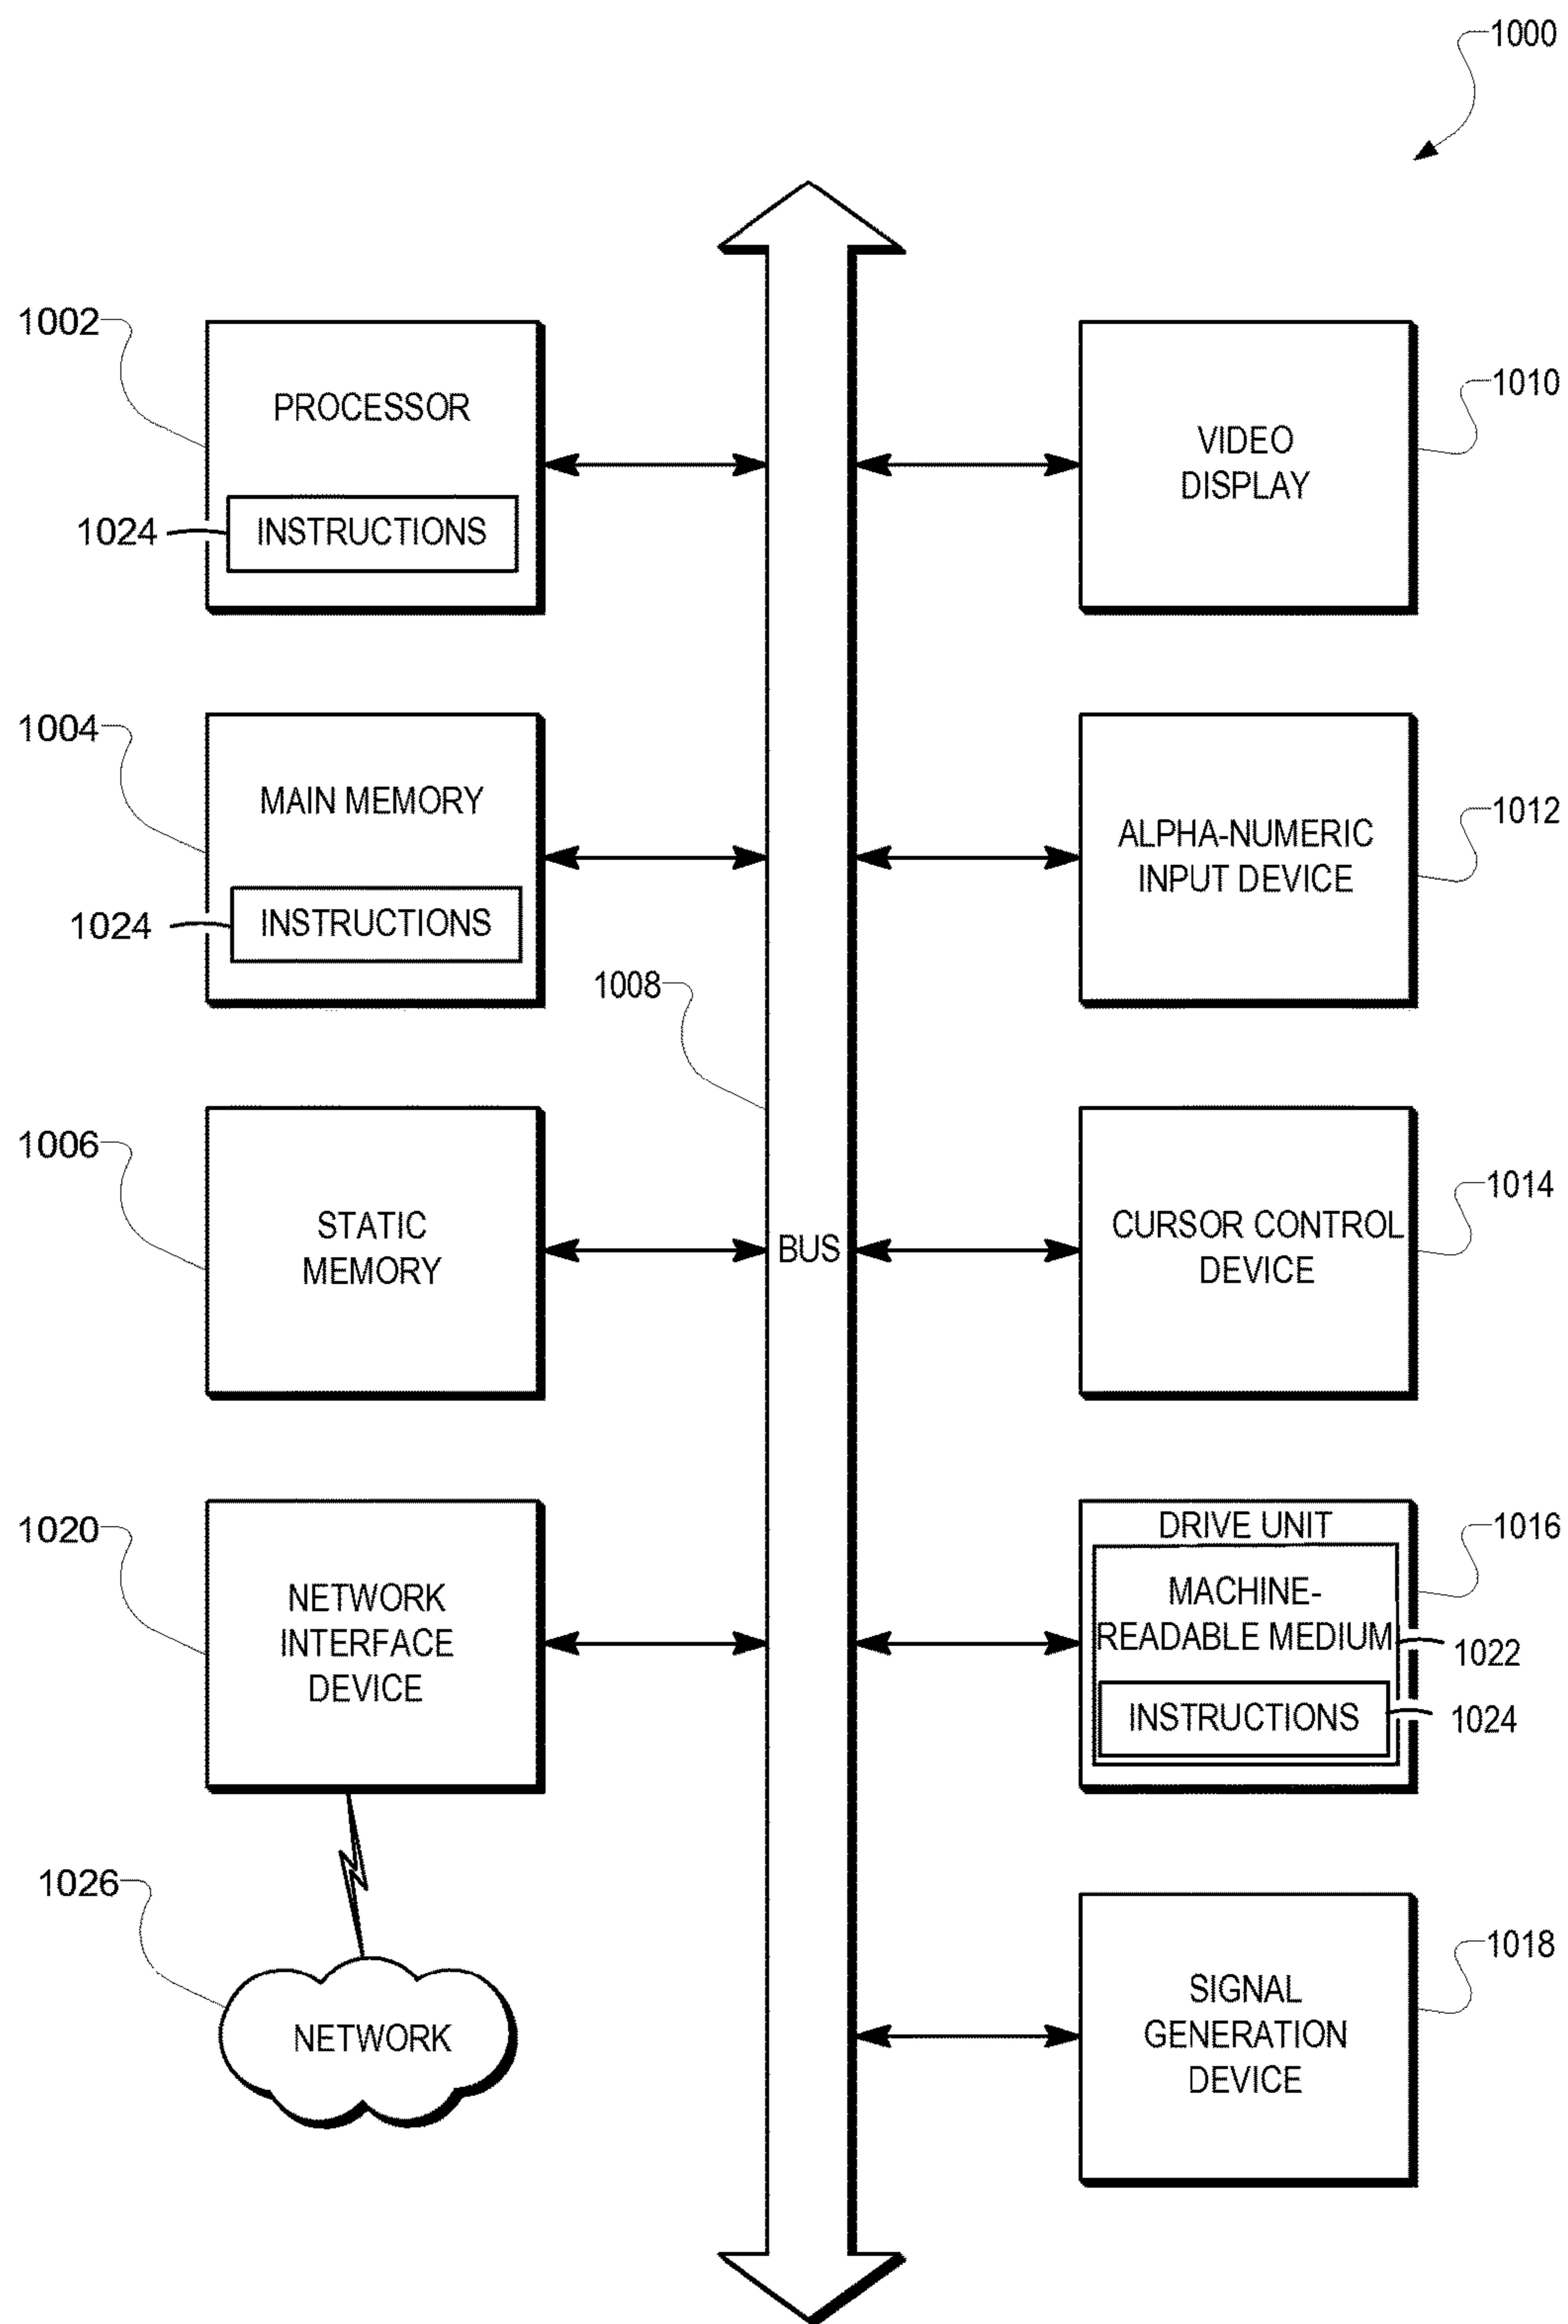 1000
1002
PROCESSOR
1024
INSTRUCTIONS
1010
VIDEO
DISPLAY
1004
MAIN MEMORY
1024
INSTRUCTIONS
1012
ALPHA-NUMERIC
INPUT DEVICE
1008
1006
STATIC
MEMORY
BUS
1014
CURSOR CONTROL
DEVICE
1020
NETWORK
INTERFACE
DEVICE
DRIVE UNIT
1016
MACHINE-
READABLE MEDIUM
1022
INSTRUCTIONS
1024
1026
NETWORK
1018
SIGNAL
GENERATION
DEVICE